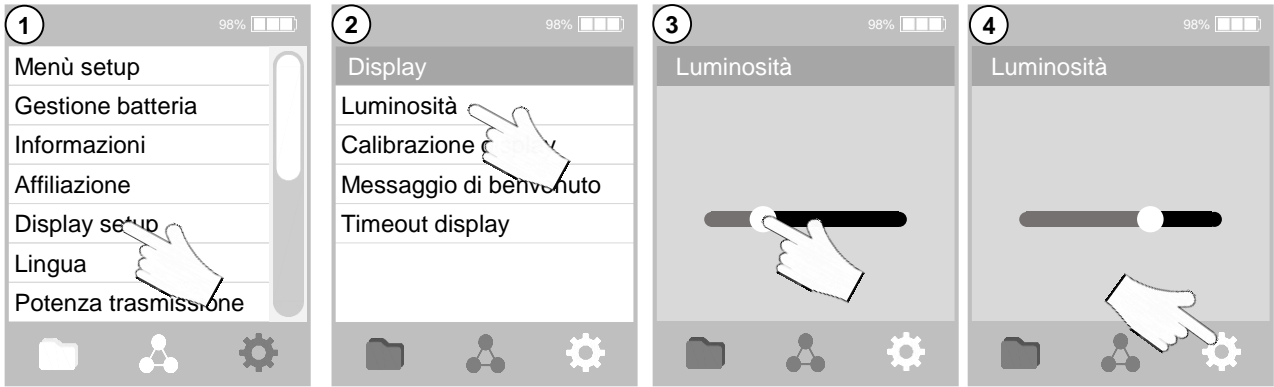 1
98%
Menù setup
Gestione batteria
Informazioni
Affiliazione
Display setup
Lingua
Potenza trasmissione
2
98%
Display
Luminosità
Calibrazione display
Messaggio di benvenuto
Timeout display
3
98%
Luminosità
4
98%
Luminosità